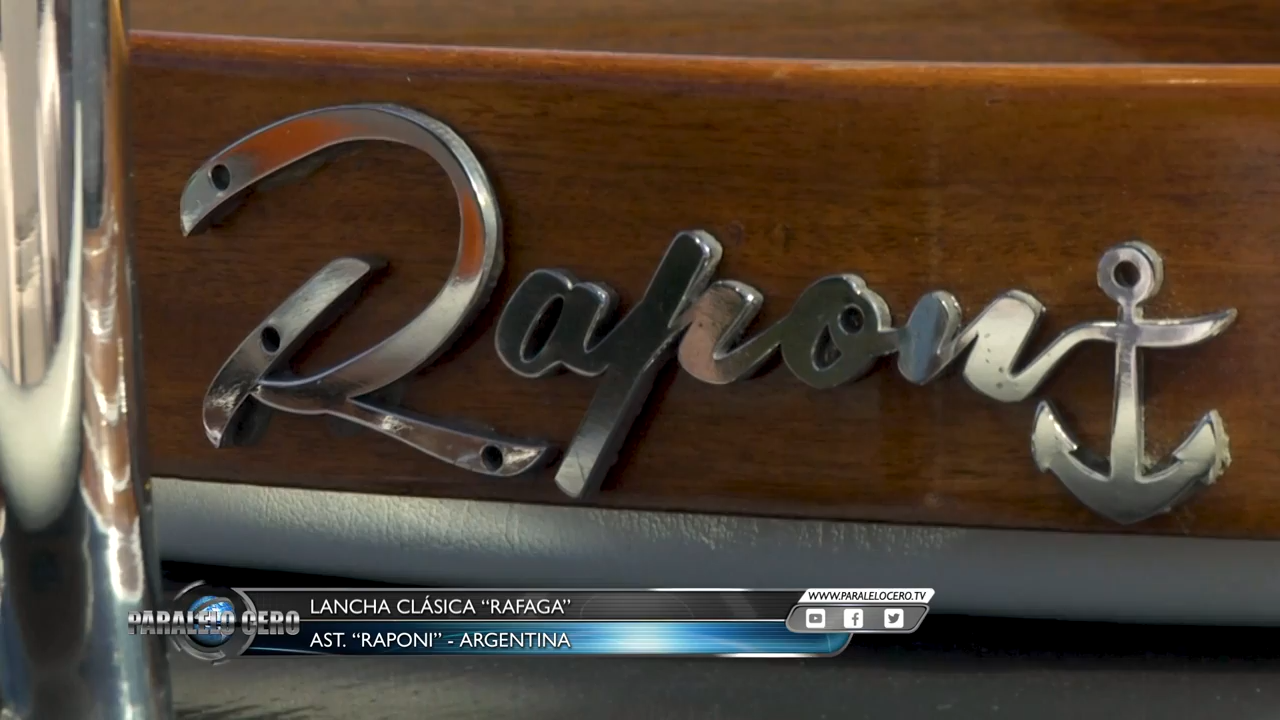 Raponi
PARALELO CERO
LANCHA CLÁSICA “RAFAGA”
WWW.PARALELOCERO.TV
AST. “RAPONI” - ARGENTINA